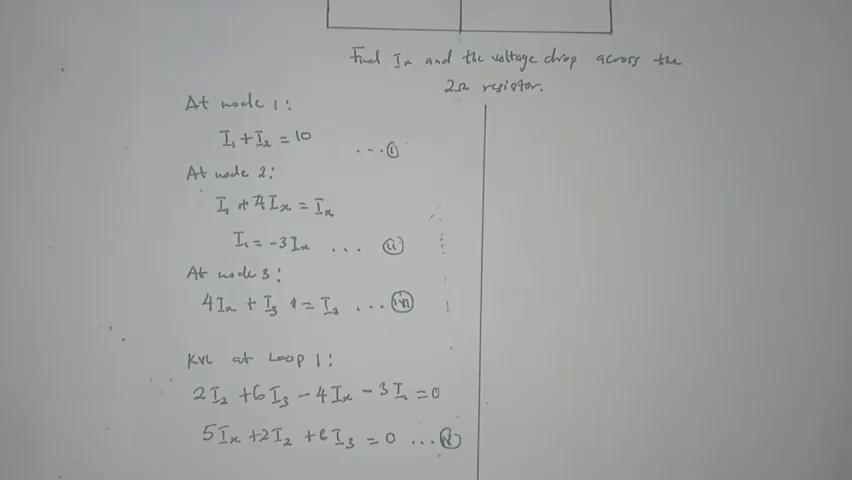 Find Ix and the voltage drop across the
2Ω resistor.
At node 1:
I₁ + I₂ = 10 ... (i)
At node 2:
I₁ + 4Ix = Ix
I₁ = -3Ix ... (ii)
At node 3:
4Ix + I₃ = I₂ ... (iii)
KVL at Loop 1:
2I₂ + 6I₃ - 4Ix - 3I₁ = 0
5Ix + 2I₂ + 6I₃ = 0 ...